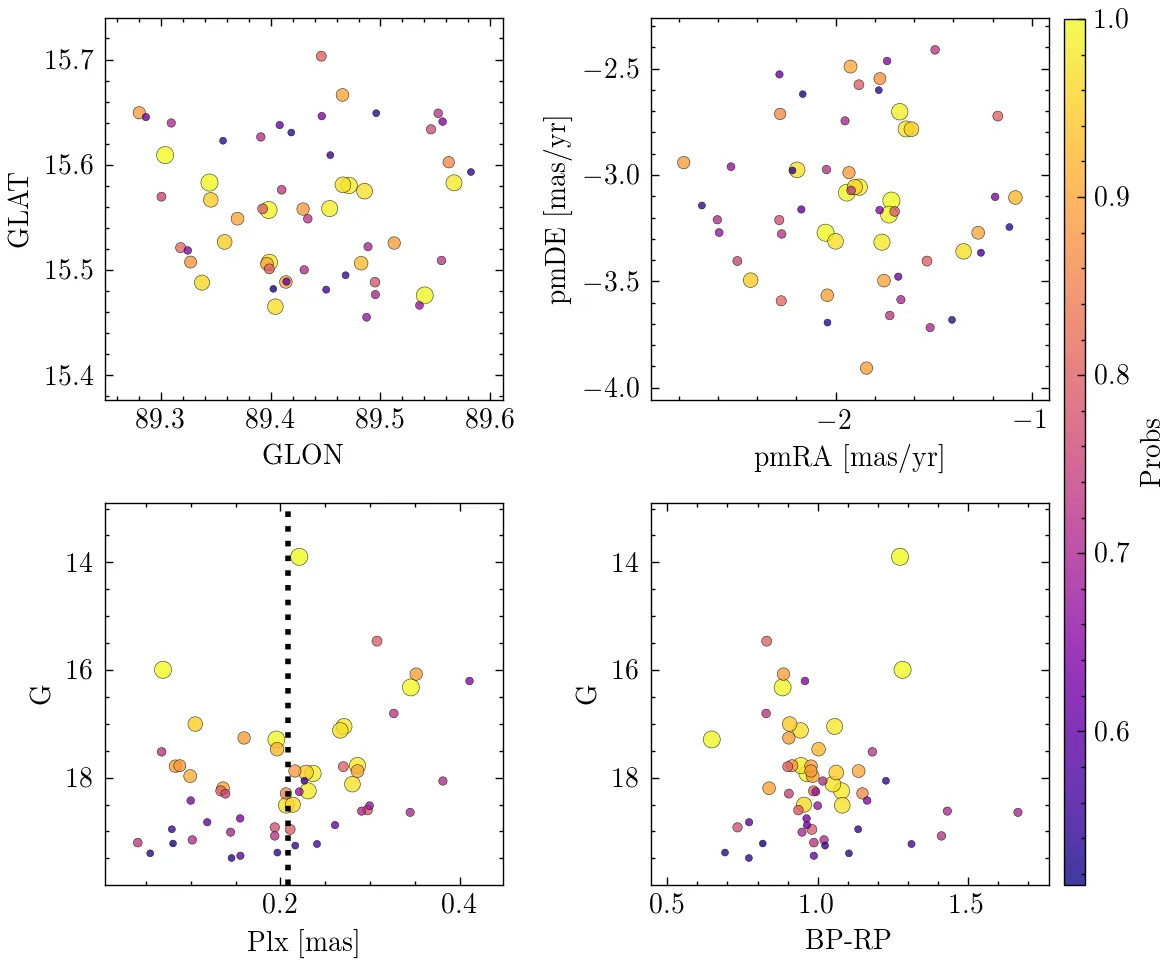 15.7
15.6
15.5
15.4
GLAT
89.3 89.4 89.5 89.6
GLON
−2.5
−3.0
−3.5
−4.0
pmDE [mas/yr]
−2 −1
pmRA [mas/yr]
14
16
18
G
0.2 0.4
Plx [mas]
14
16
18
G
0.5 1.0 1.5
BP-RP
1.0
0.9
0.8
0.7
0.6
Probs